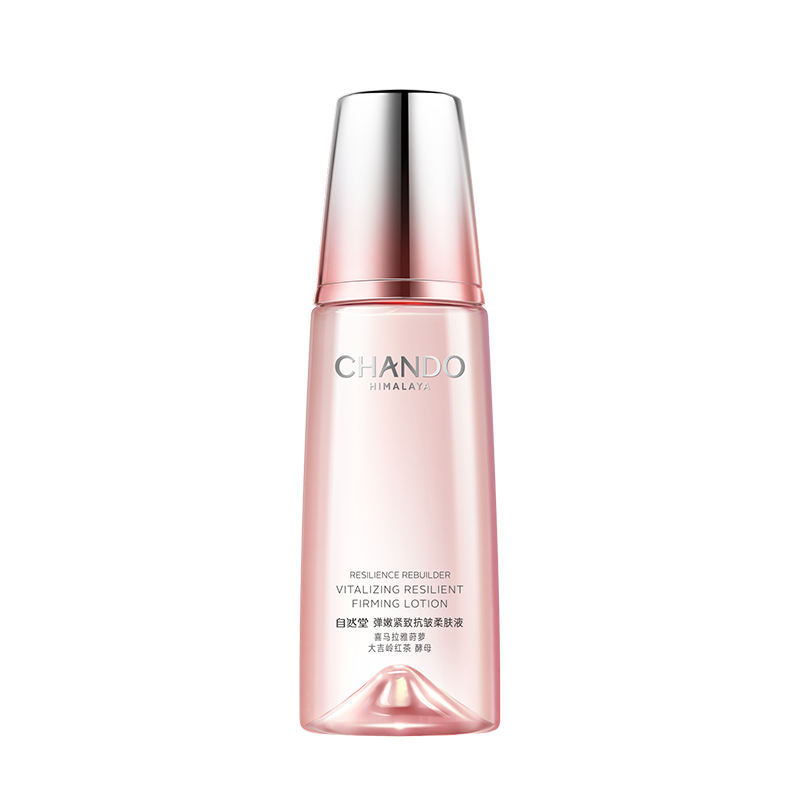 CHANDO
HIMALAYA
RESILIENCE REBUILDER
VITALIZING RESILIENT
FIRMING LOTION
自然堂 弹嫩紧致抗皱柔肤液
喜马拉雅莳萝
大吉岭红茶 酵母